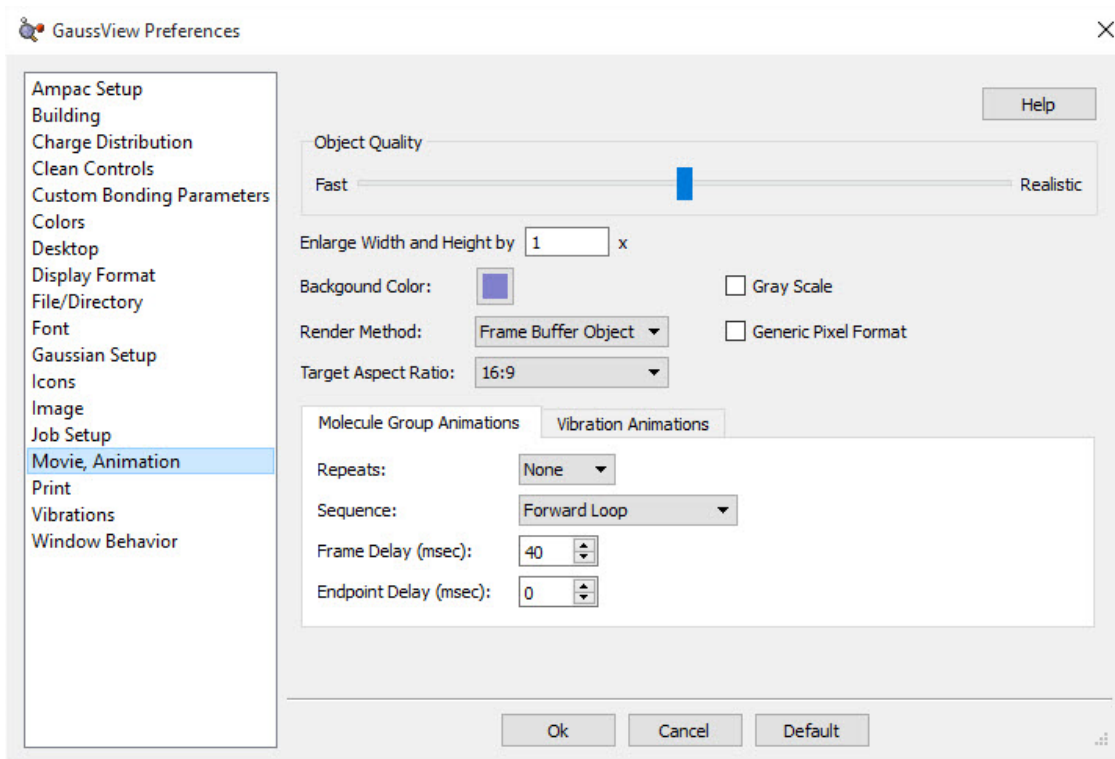 GaussView Preferences
Ampac Setup
Building
Charge Distribution
Clean Controls
Custom Bonding Parameters
Colors
Desktop
Display Format
File/Directory
Font
Gaussian Setup
Icons
Image
Job Setup
Movie, Animation
Print
Vibrations
Window Behavior
Help
Object Quality
Fast Realistic
Enlarge Width and Height by 1 x
Backgound Color: Gray Scale
Render Method: Frame Buffer Object Generic Pixel Format
Target Aspect Ratio: 16:9
Molecule Group Animations Vibration Animations
Repeats: None
Sequence: Forward Loop
Frame Delay (msec): 40
Endpoint Delay (msec): 0
Ok Cancel Default